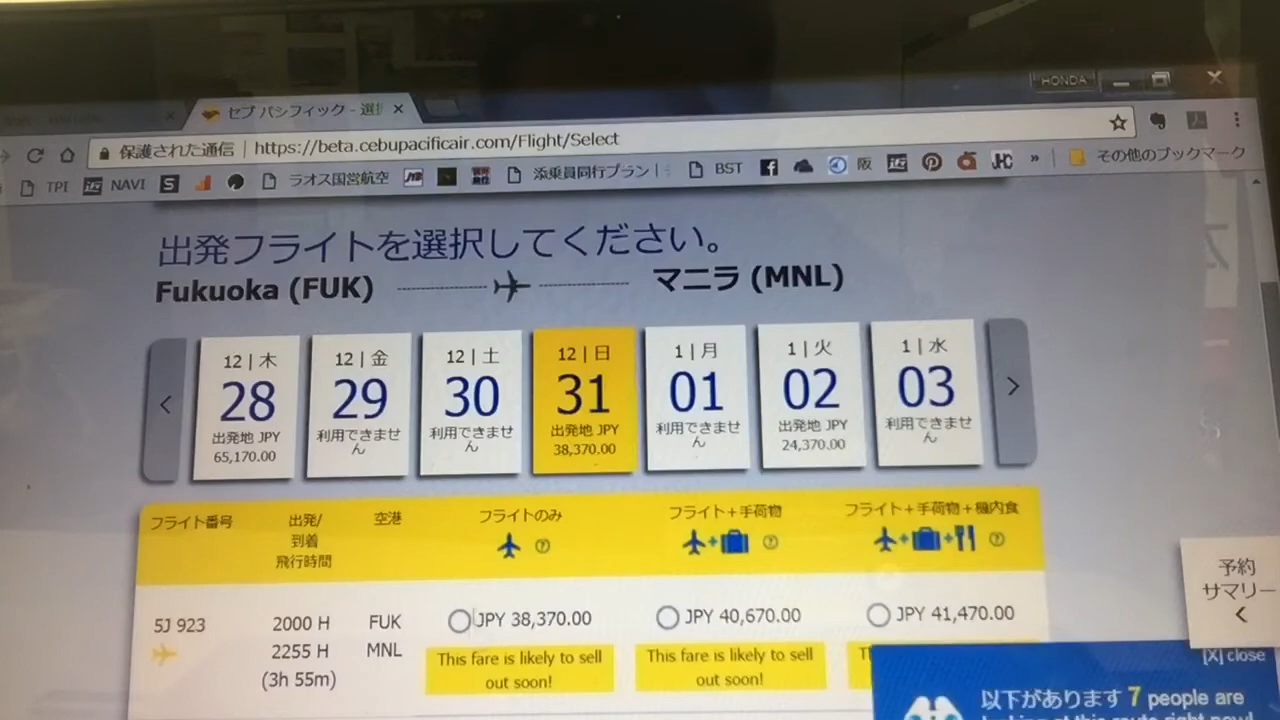 HONDA
セブ パシフィック - 選
保護された通信 | https://beta.cebupacificair.com/Flight/Select
TPI NAVI S ラオス国営航空 添乗員同行プラン | BST 阪 J+C » その他のブックマーク
出発フライトを選択してください。
Fukuoka (FUK) マニラ (MNL)
12 | 木 12 | 金 12 | 土 12 | 日 1 | 月 1 | 火 1 | 水
28 29 30 31 01 02 03
出発地 JPY 65,170.00
利用できません
利用できません
出発地 JPY 38,370.00
利用できません
出発地 JPY 24,370.00
利用できません
フライト番号 出発/ 到着 飛行時間 空港 フライトのみ フライト+手荷物 フライト+手荷物+機内食
5J 923 2000 H FUK JPY 38,370.00 JPY 40,670.00 JPY 41,470.00
2255 H MNL
(3h 55m)
This fare is likely to sell
out soon!
This fare is likely to sell
out soon!
予約
サマリー
<
[X] close
以下があります 7 people are